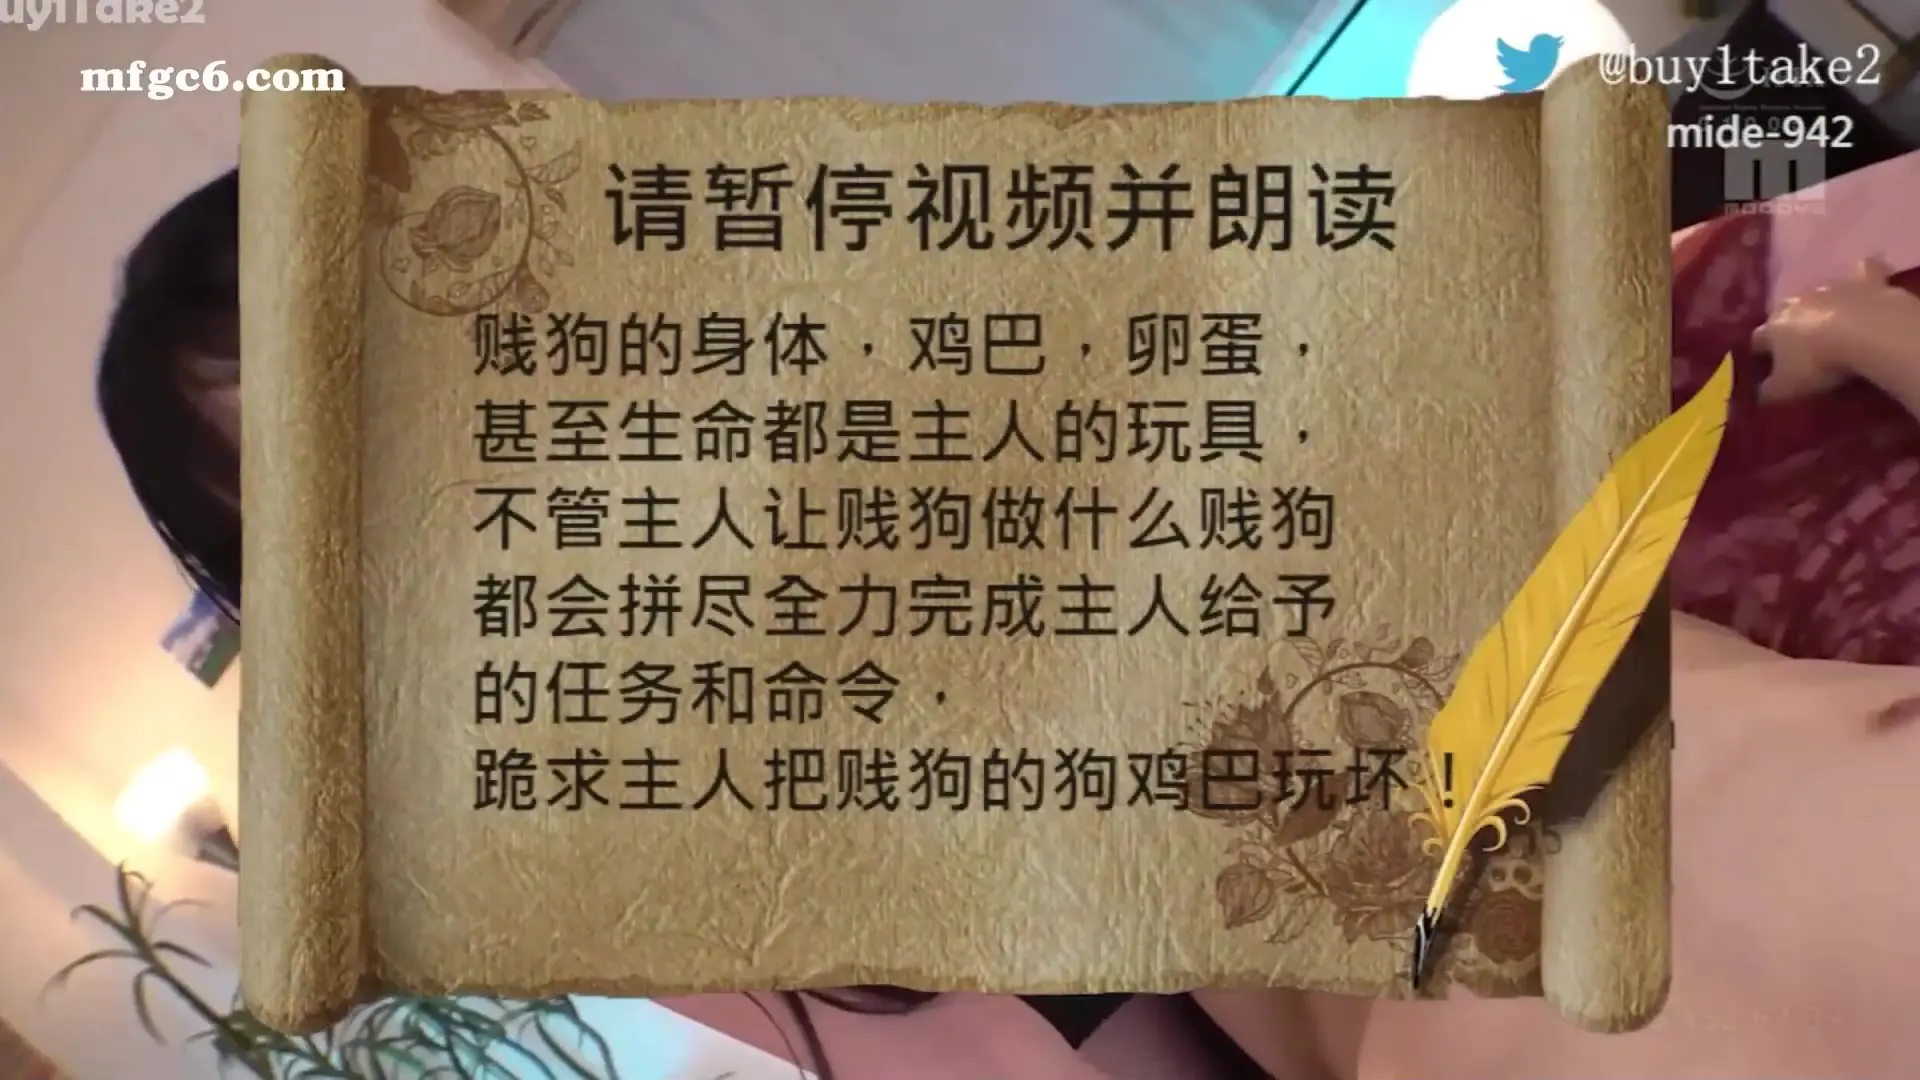 mfgc6.com
@buy1take2
mide-942
请暂停视频并朗读
贱狗的身体，鸡巴，卵蛋，
甚至生命都是主人的玩具，
不管主人让贱狗做什么贱狗
都会拼尽全力完成主人给予
的任务和命令，
跪求主人把贱狗的狗鸡巴玩坏！